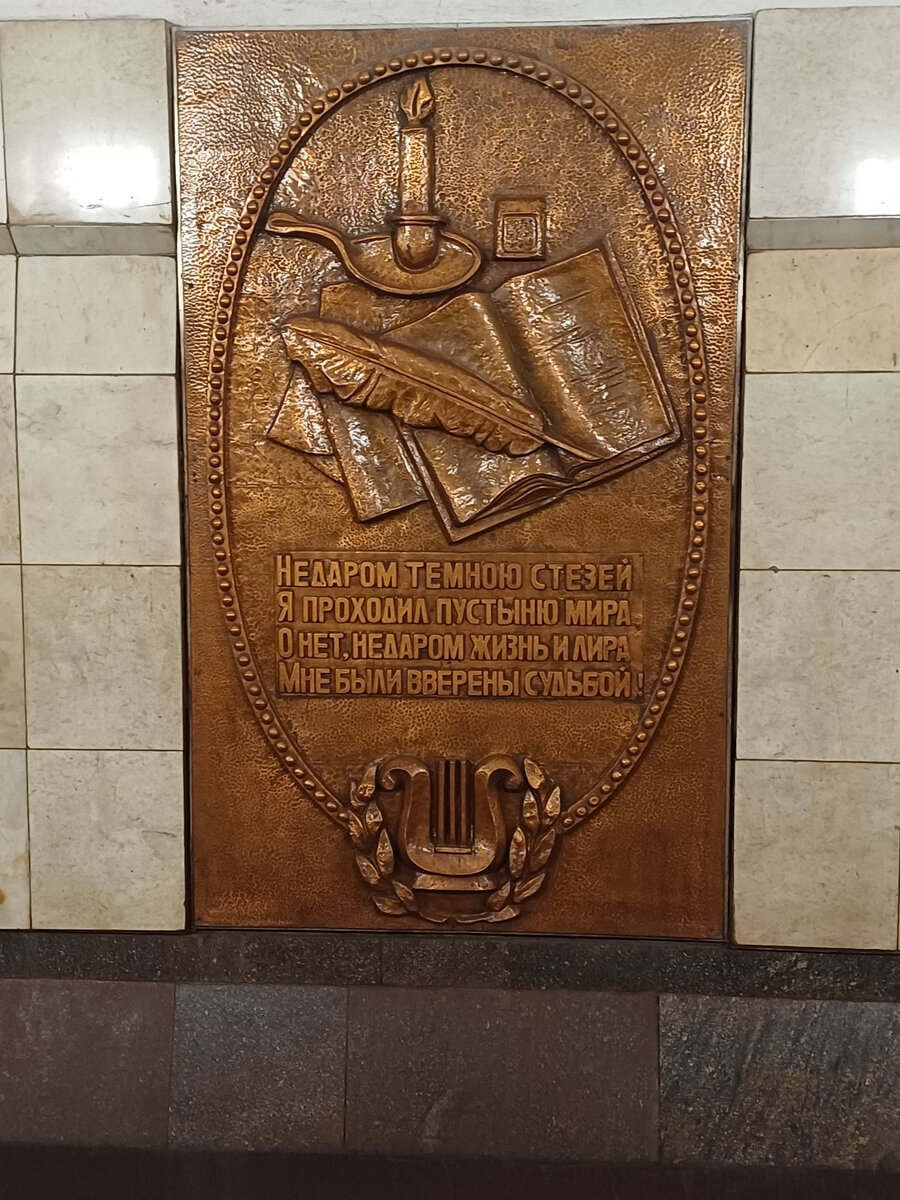 Недаром темною стезей
Я проходил пустыню мира.
О нет, недаром жизнь и лира
Мне были вверены судьбой!